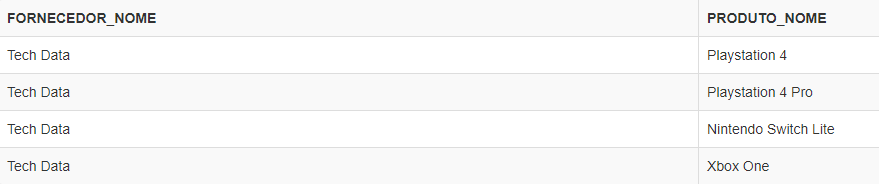 FORNECEDOR_NOME PRODUTO_NOME
Tech Data Playstation 4
Tech Data Playstation 4 Pro
Tech Data Nintendo Switch Lite
Tech Data Xbox One